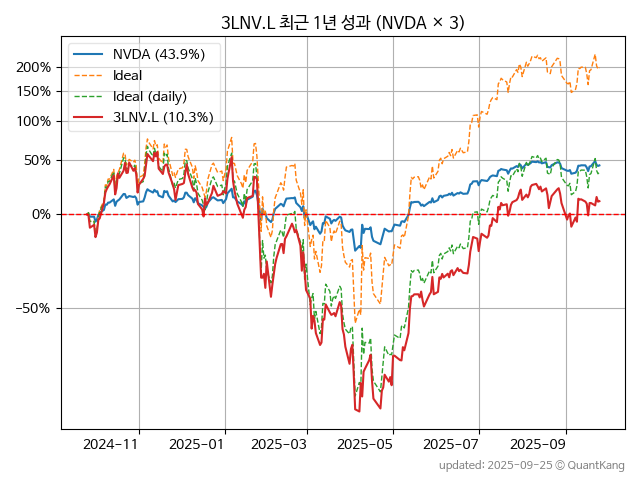 3LNV.L 최근 1년 성과 (NVDA × 3)
NVDA (43.9%)
Ideal
Ideal (daily)
3LNV.L (10.3%)
200%
150%
100%
50%
0%
−50%
2024−11
2025−01
2025−03
2025−05
2025−07
2025−09
updated: 2025−09−25 © QuantKang